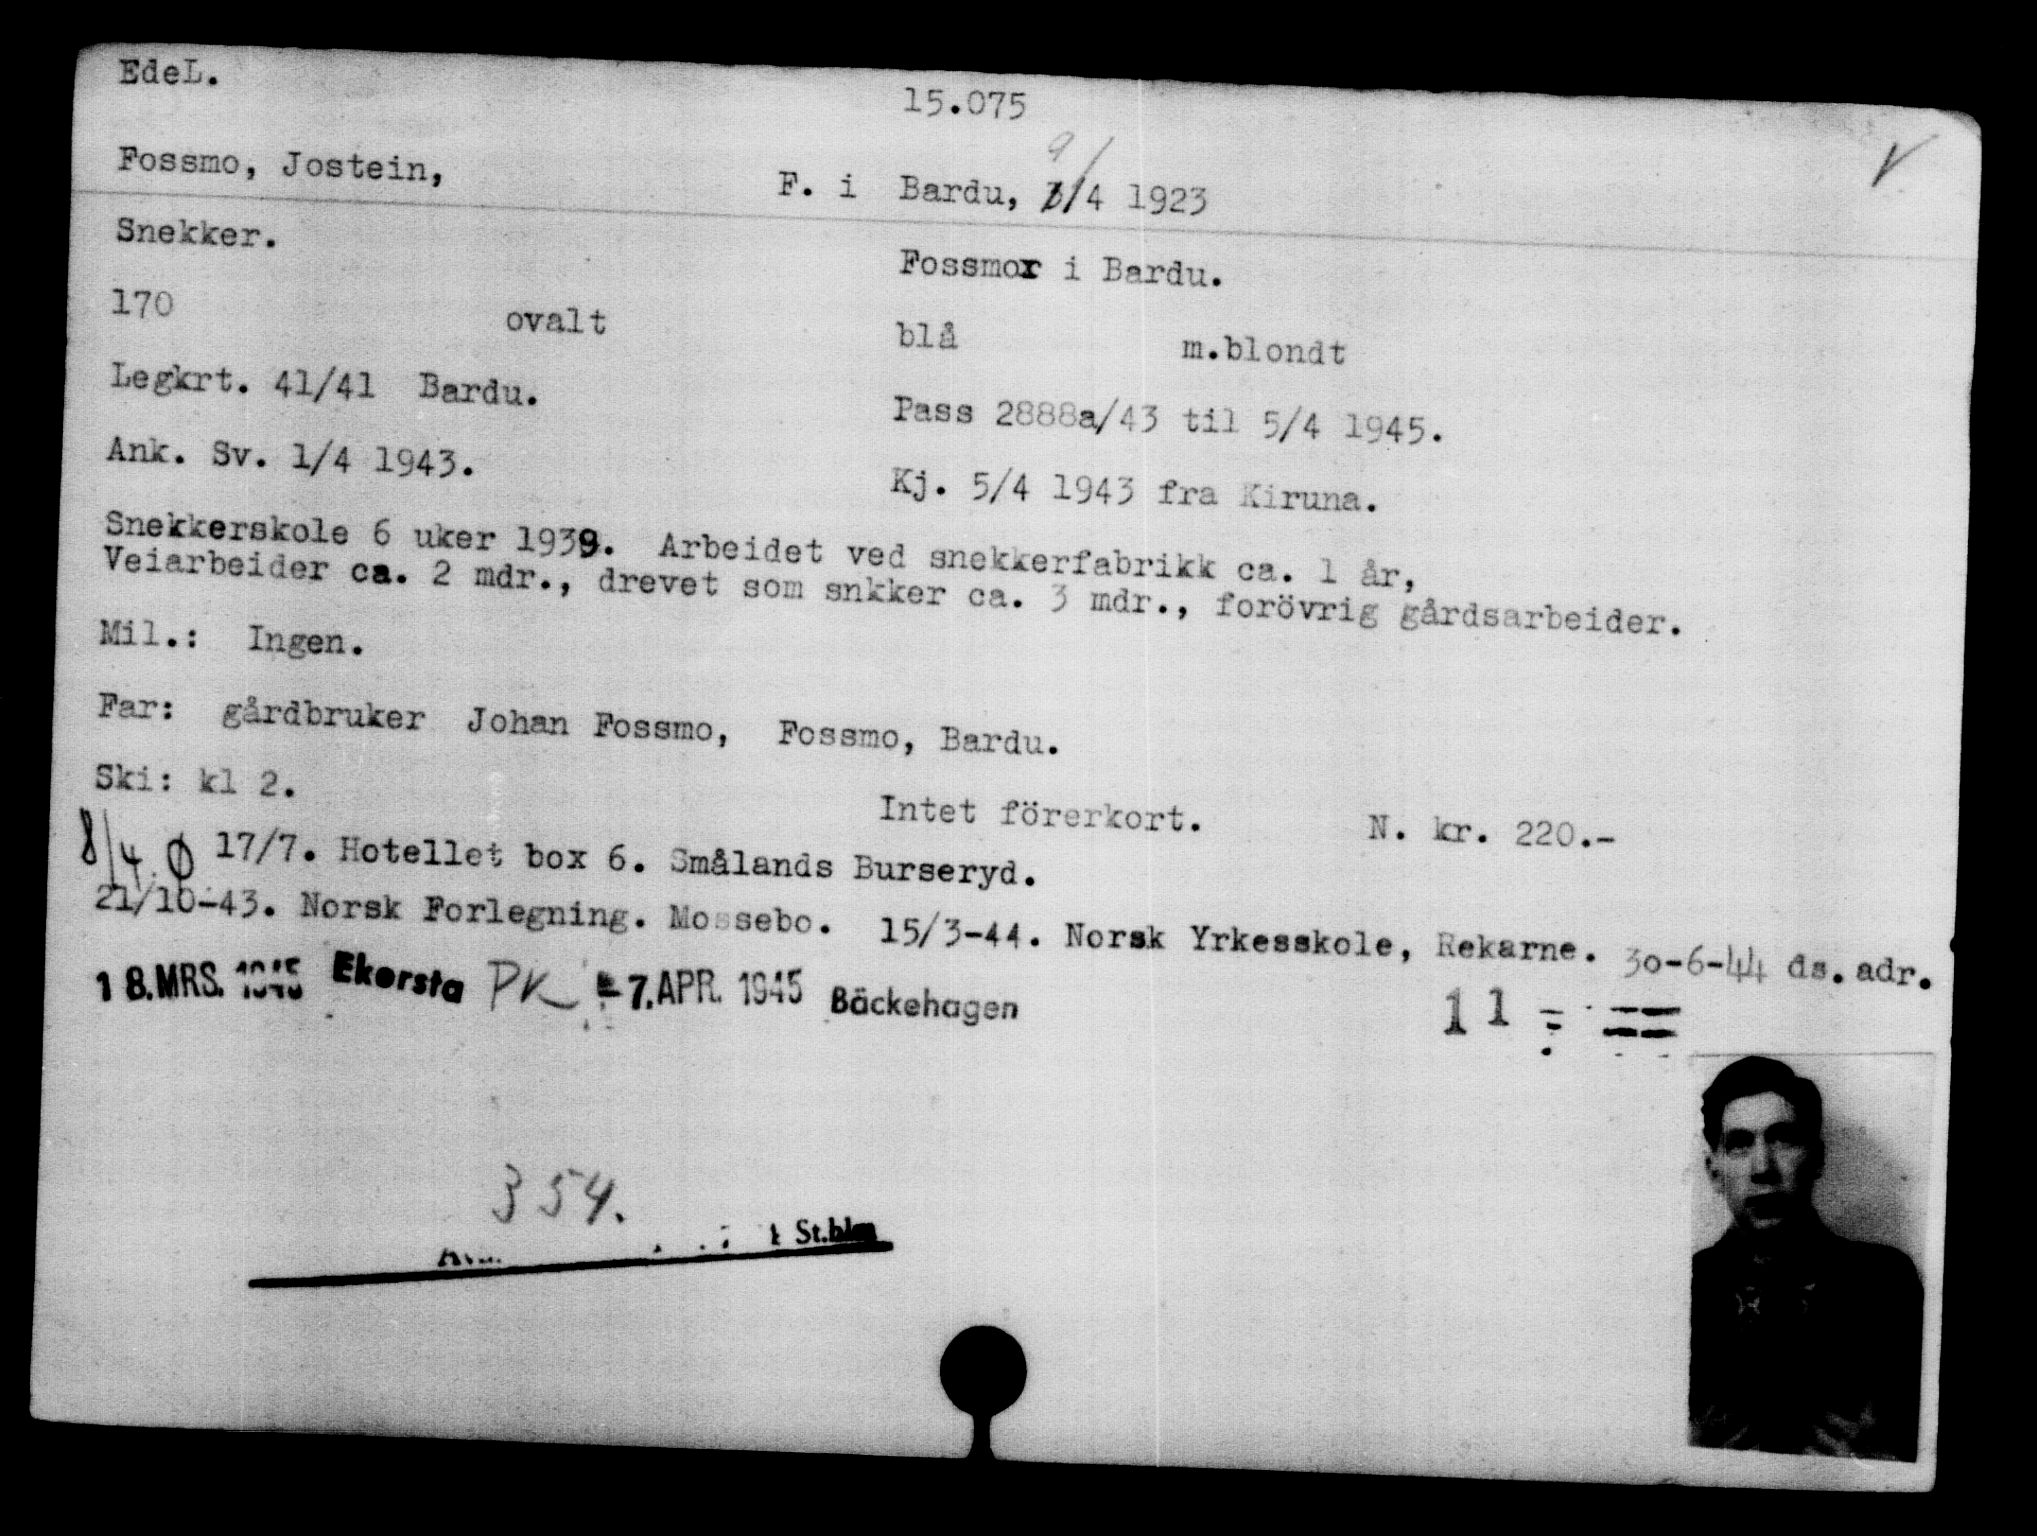 EdeL.
15.075
Fossmo, Jostein, F. i Bardu, 9/4 1923
Snekker. Fossmor i Bardu.
170 ovalt blå m.blondt
Legkrt. 41/41 Bardu. Pass 2888a/43 til 5/4 1945.
Ank. Sv. 1/4 1943. Kj. 5/4 1943 fra Kiruna.
Snekkerskole 6 uker 1939. Arbeidet ved snekkerfabrikk ca. 1 år,
Veiarbeider ca. 2 mdr., drevet som snkker ca. 3 mdr., forövrig gårdsarbeider.
Mil.: Ingen.
Far: gårdbruker Johan Fossmo, Fossmo, Bardu.
Ski: kl 2. Intet förerkort. N. kr. 220.-
8/4 Ø 17/7. Hotellet box 6. Smålands Burseryd.
21/10-43. Norsk Forlegning. Mossebo. 15/3-44. Norsk Yrkesskole, Rekarne. 30-6-44 ds. adr.
18.MRS. 1945 Ekersta PK - 7. APR. 1945 Bäckehagen
11
354.
St.hlm